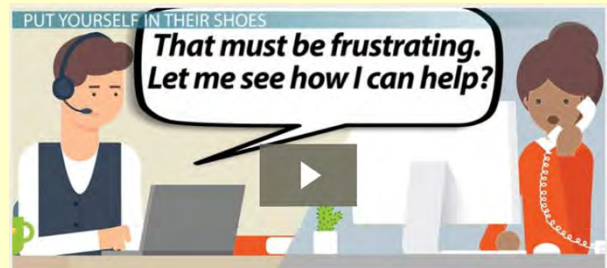 PUT YOURSELF IN THEIR SHOES
That must be frustrating.
Let me see how I can help?